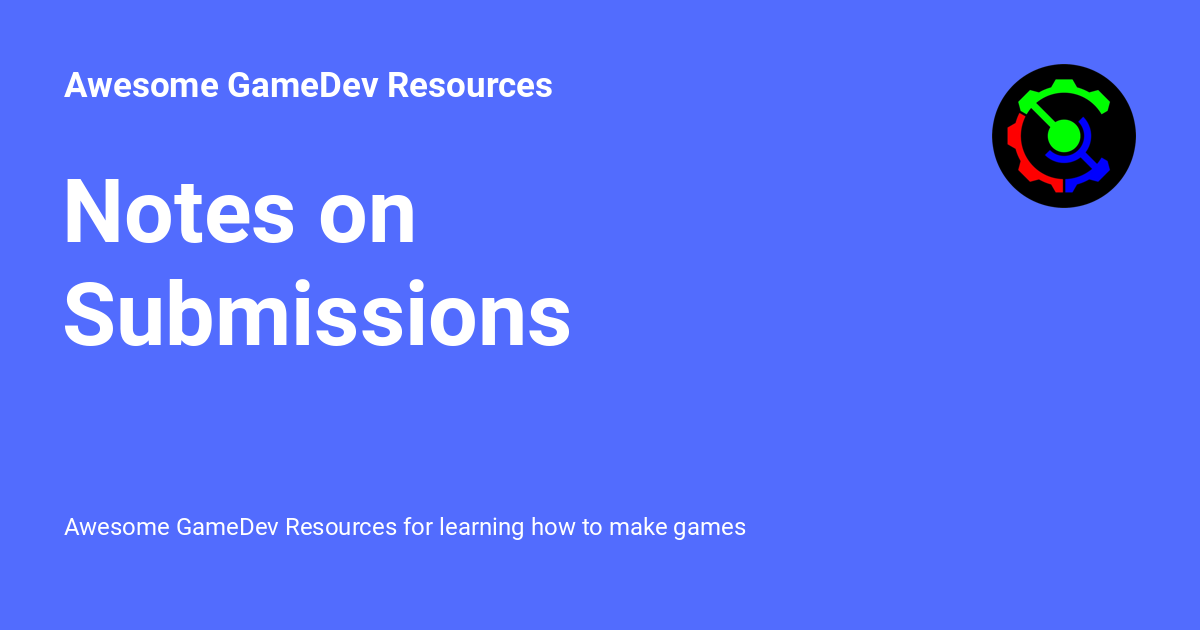 Awesome GameDev Resources
Notes on
Submissions
Awesome GameDev Resources for learning how to make games